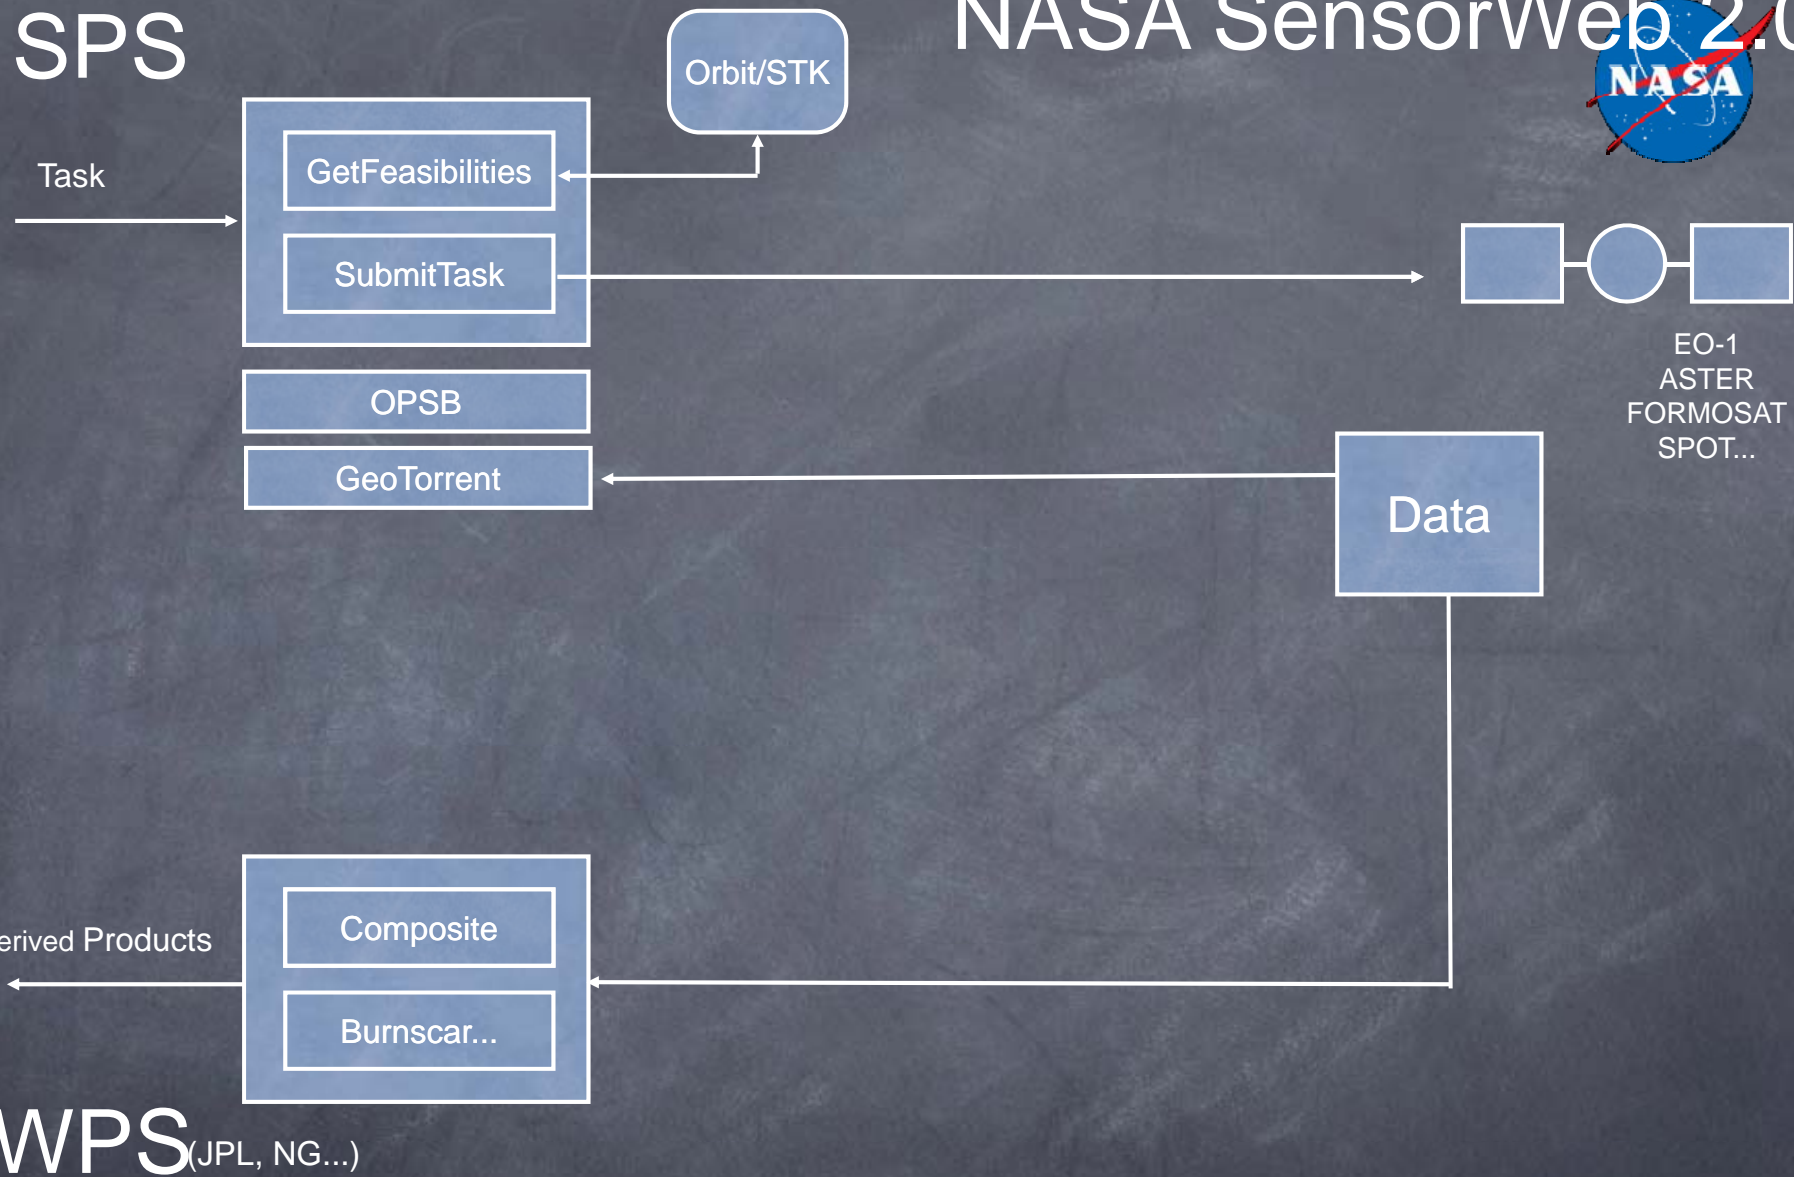 SPS
NASA SensorWeb 2.0
NASA
Orbit/STK
Task
GetFeasibilities
SubmitTask
EO-1
ASTER
FORMOSAT
SPOT...
OPSB
GeoTorrent
Data
erived Products
Composite
Burnscar...
WPS (JPL, NG...)